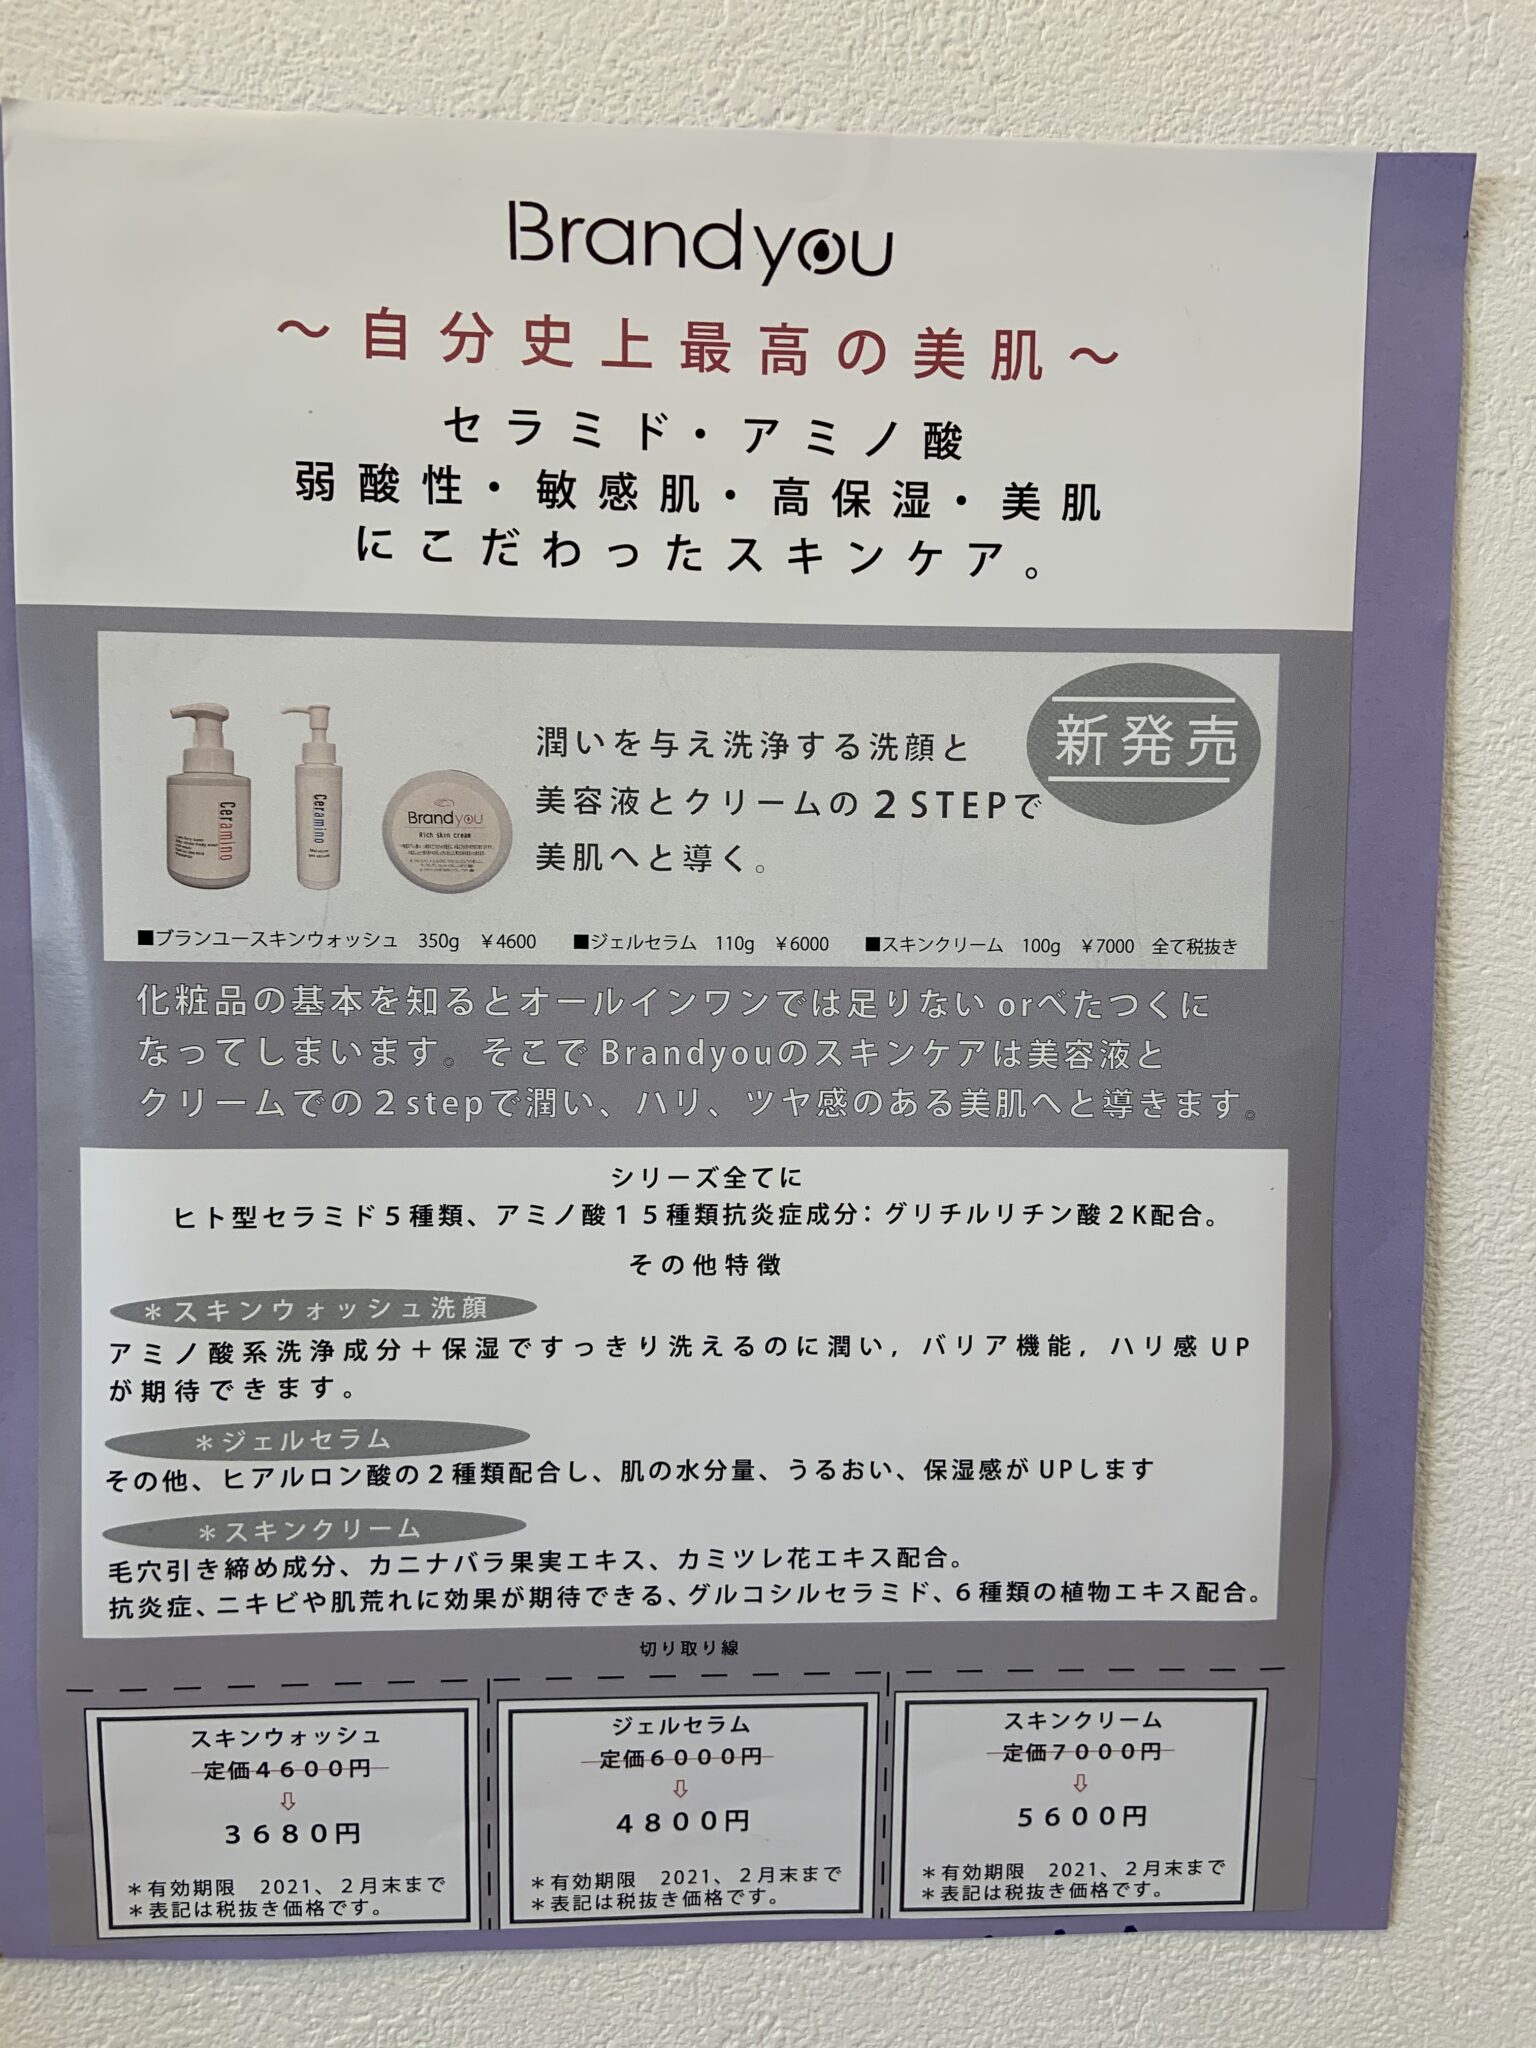 Brandyou
〜自分史上最高の美肌〜
セラミド・アミノ酸
弱酸性・敏感肌・高保湿・美肌
にこだわったスキンケア。
新発売
潤いを与え洗浄する洗顔と
美容液とクリームの２STEPで
美肌へと導く。
Ceramino
Ceramino
Brandyou
Rich skin cream
■ブランユースキンウォッシュ 350g ￥4600 ■ジェルセラム 110g ￥6000 ■スキンクリーム 100g ￥7000 全て税抜き
化粧品の基本を知るとオールインワンでは足りない orべたつくに
なってしまいます。そこで Brandyouのスキンケアは美容液と
クリームでの２stepで潤い、ハリ、ツヤ感のある美肌へと導きます。
シリーズ全てに
ヒト型セラミド５種類、アミノ酸１５種類抗炎症成分：グリチルリチン酸２K配合。
その他特徴
＊スキンウォッシュ洗顔
アミノ酸系洗浄成分＋保湿ですっきり洗えるのに潤い，バリア機能，ハリ感 UP
が期待できます。
＊ジェルセラム
その他、ヒアルロン酸の２種類配合し、肌の水分量、うるおい、保湿感が UPします
＊スキンクリーム
毛穴引き締め成分、カニナバラ果実エキス、カミツレ花エキス配合。
抗炎症、ニキビや肌荒れに効果が期待できる、グルコシルセラミド、６種類の植物エキス配合。
切り取り線
スキンウォッシュ
定価４６００円
⇩
３６８０円
＊有効期限 2021、２月末まで
＊表記は税抜き価格です。
ジェルセラム
定価６０００円
⇩
４８００円
＊有効期限 2021、２月末まで
＊表記は税抜き価格です。
スキンクリーム
定価７０００円
⇩
５６００円
＊有効期限 2021、２月末まで
＊表記は税抜き価格です。